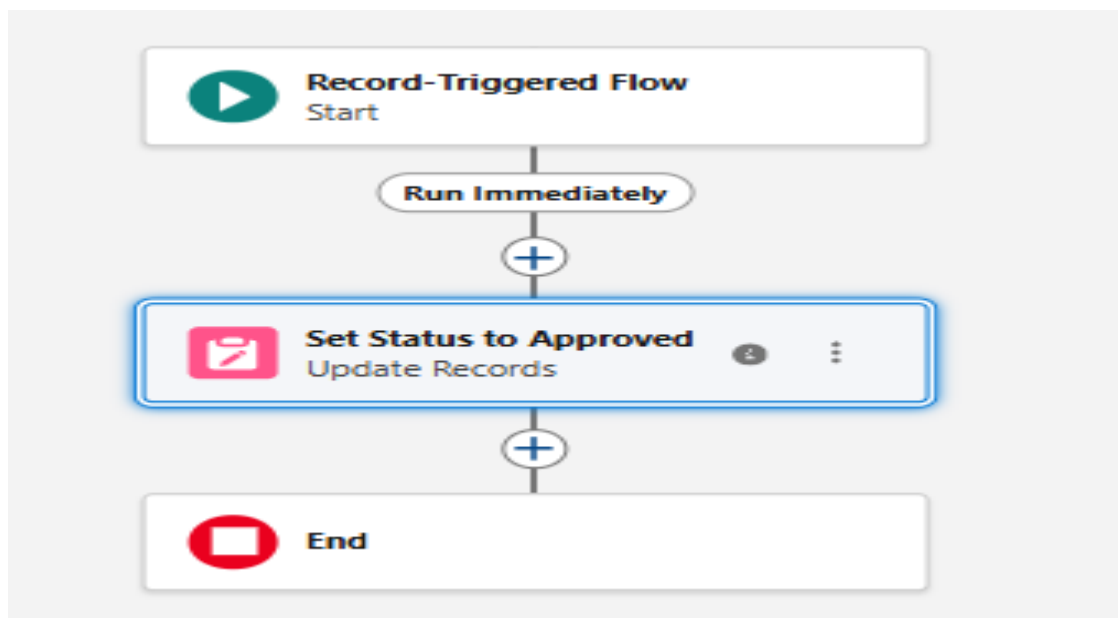 Record-Triggered Flow
Start
Run Immediately
Set Status to Approved
Update Records
End